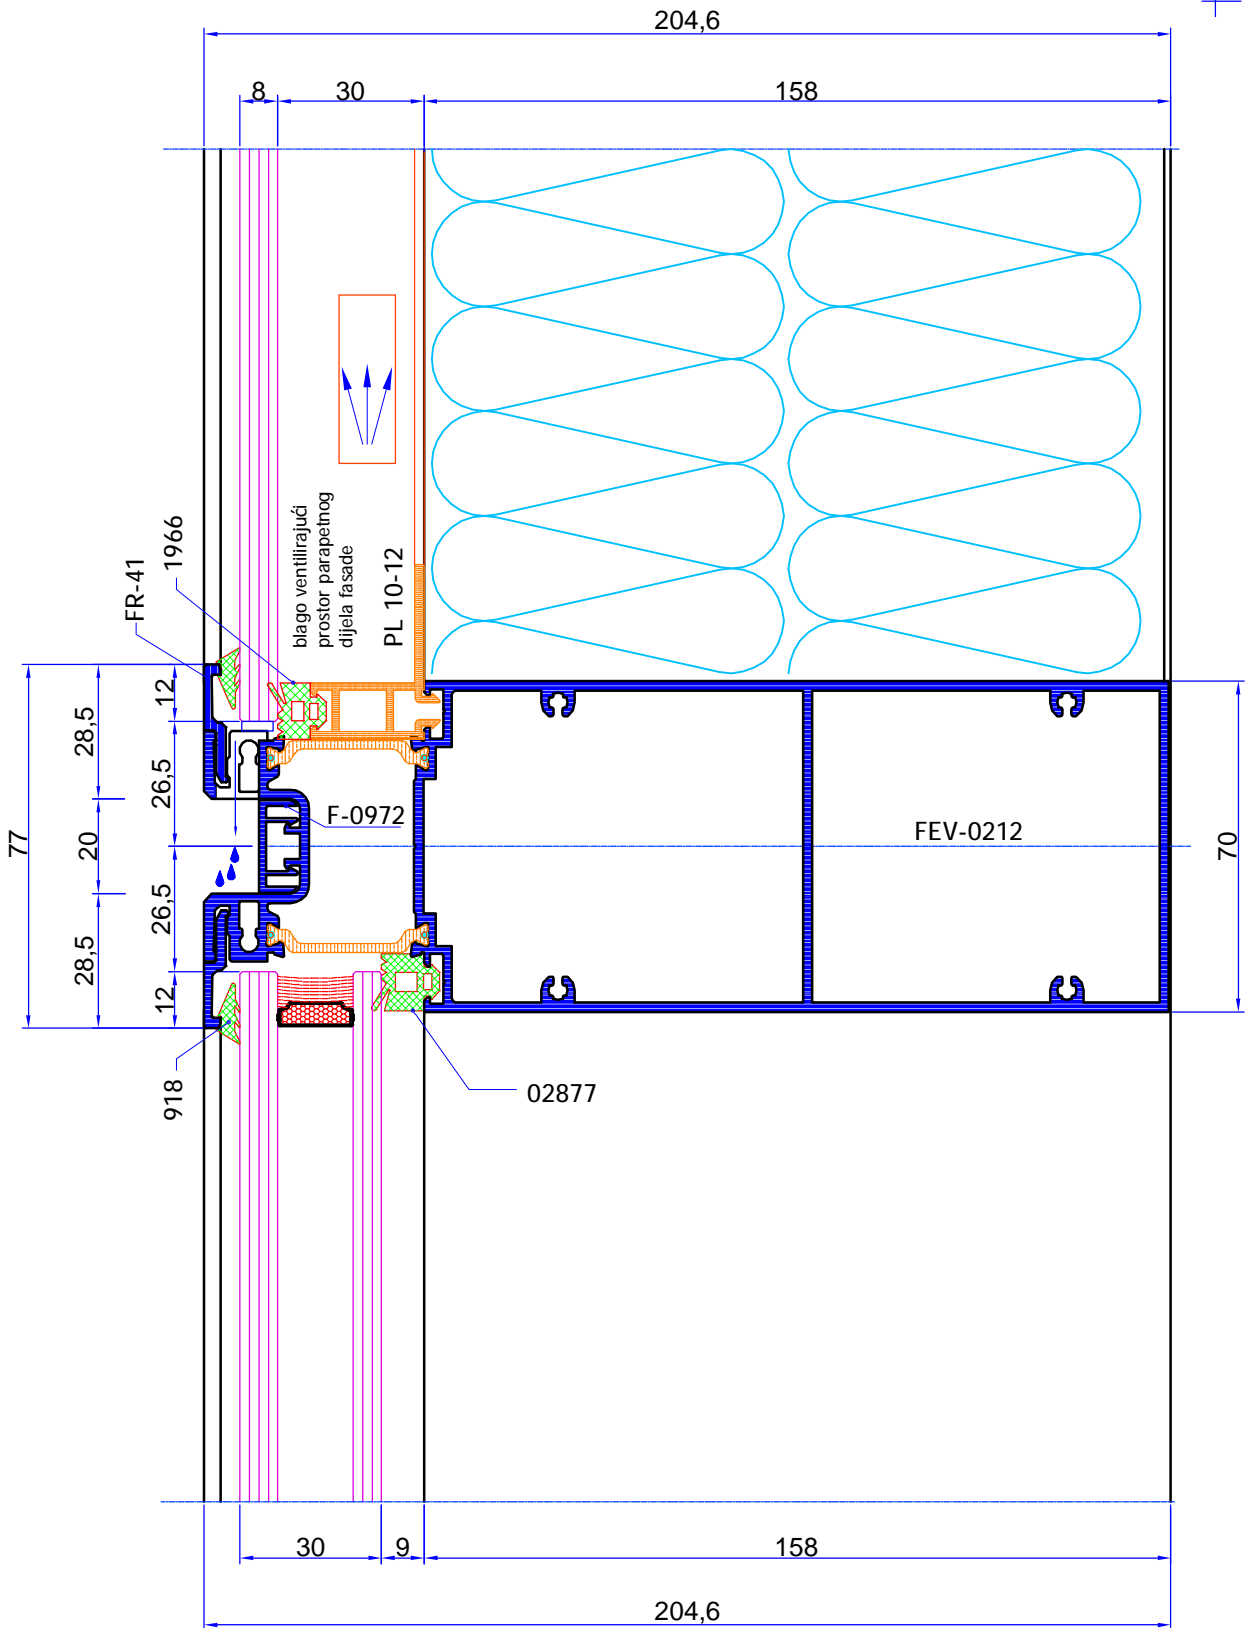 204,6
8
30
158
FR-41
1966
blago ventilirajući
prostor parapetnog
dijela fasade
PL 10-12
12
28,5
26,5
77
20
F-0972
FEV-0212
70
26,5
28,5
12
918
02877
30
9
158
204,6